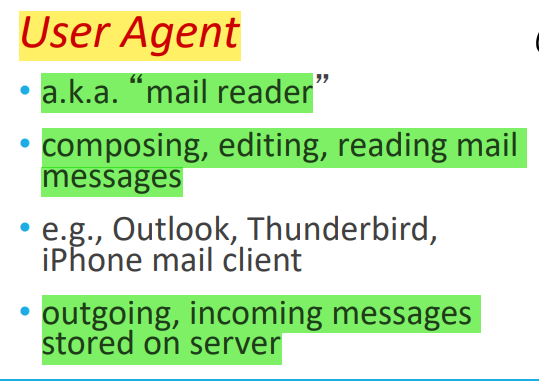 User Agent
• a.k.a. “mail reader”
• composing, editing, reading mail
messages
• e.g., Outlook, Thunderbird,
iPhone mail client
• outgoing, incoming messages
stored on server